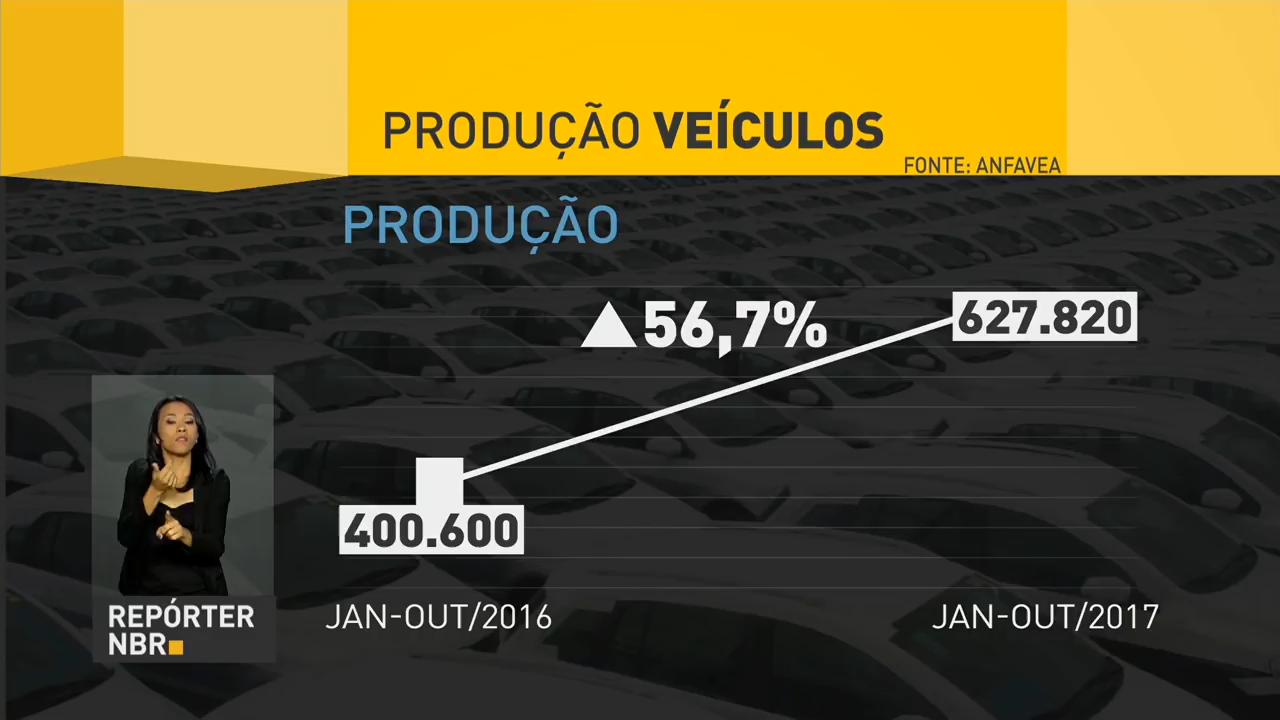 PRODUÇÃO VEÍCULOS
FONTE: ANFAVEA
PRODUÇÃO
56,7%
627.820
400.600
JAN-OUT/2016
JAN-OUT/2017
REPÓRTER
NBR